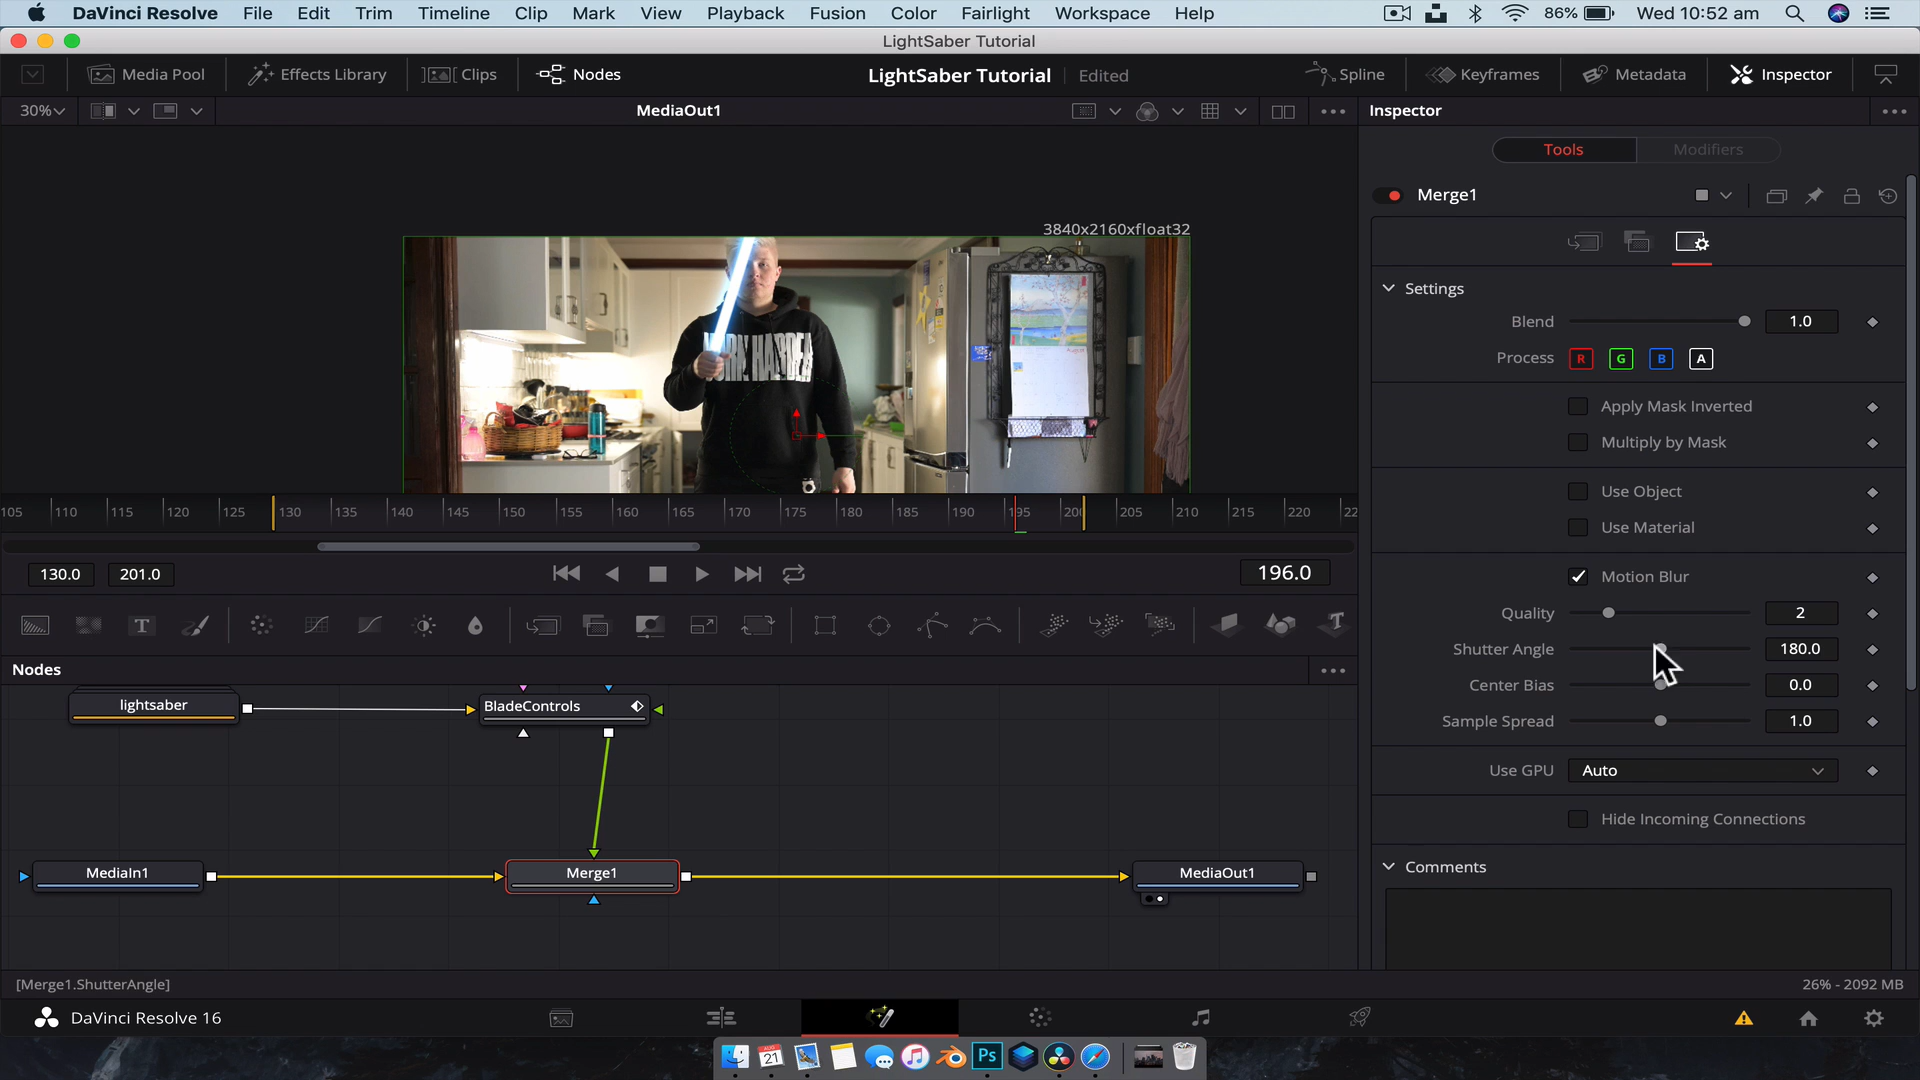 DaVinci Resolve File Edit Trim Timeline Clip Mark View Playback Fusion Color Fairlight Workspace Help 86% Wed 10:52 am
LightSaber Tutorial
Media Pool Effects Library Clips Nodes LightSaber Tutorial Edited Spline Keyframes Metadata Inspector
30% MediaOut1 Inspector
Tools Modifiers
Merge1
3840x2160xfloat32
Settings
Blend 1.0
Process R G B A
Apply Mask Inverted
Multiply by Mask
Use Object
Use Material
105 110 115 120 125 130 135 140 145 150 155 160 165 170 175 180 185 190 195 200 205 210 215 220
130.0 201.0 196.0
Motion Blur
Quality 2
Shutter Angle 180.0
Center Bias 0.0
Sample Spread 1.0
Use GPU Auto
Hide Incoming Connections
Comments
Nodes
lightsaber BladeControls
MediaIn1 Merge1 MediaOut1
[Merge1.ShutterAngle] 26% - 2092 MB
DaVinci Resolve 16
AUG
21
Ps